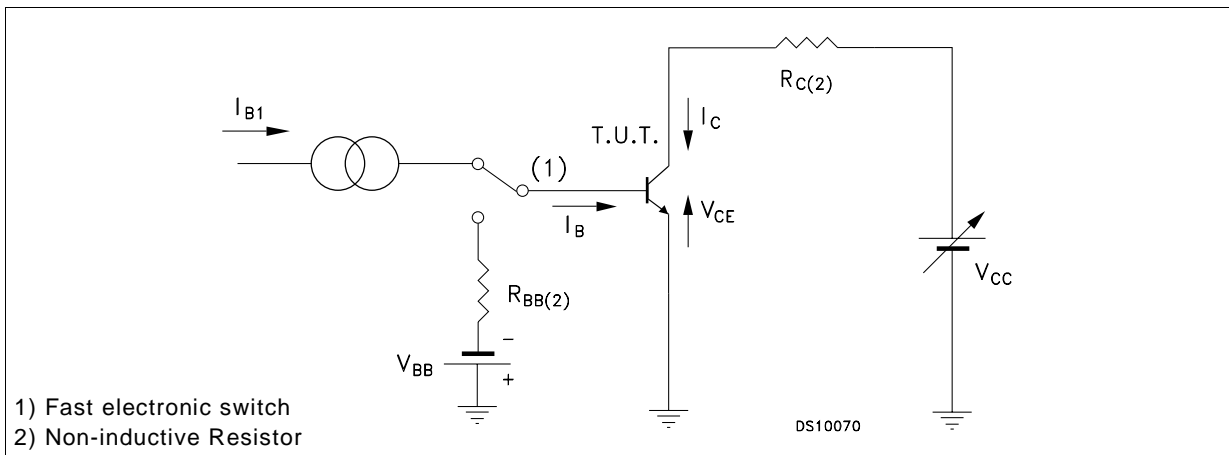 I_B1
(1)
I_B
T.U.T.
I_C
V_CE
R_C(2)
V_CC
R_BB(2)
V_BB
-
+
1) Fast electronic switch
2) Non-inductive Resistor
DS10070